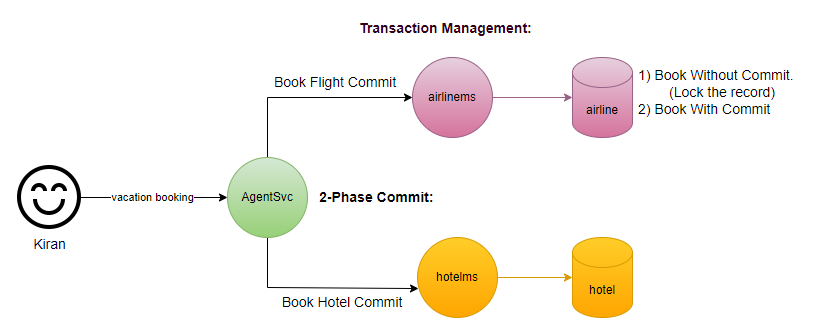 Transaction Management:
Book Flight Commit
airlinems
airline
1) Book Without Commit.
(Lock the record)
2) Book With Commit
vacation booking
AgentSvc
2-Phase Commit:
Kiran
hotelms
hotel
Book Hotel Commit